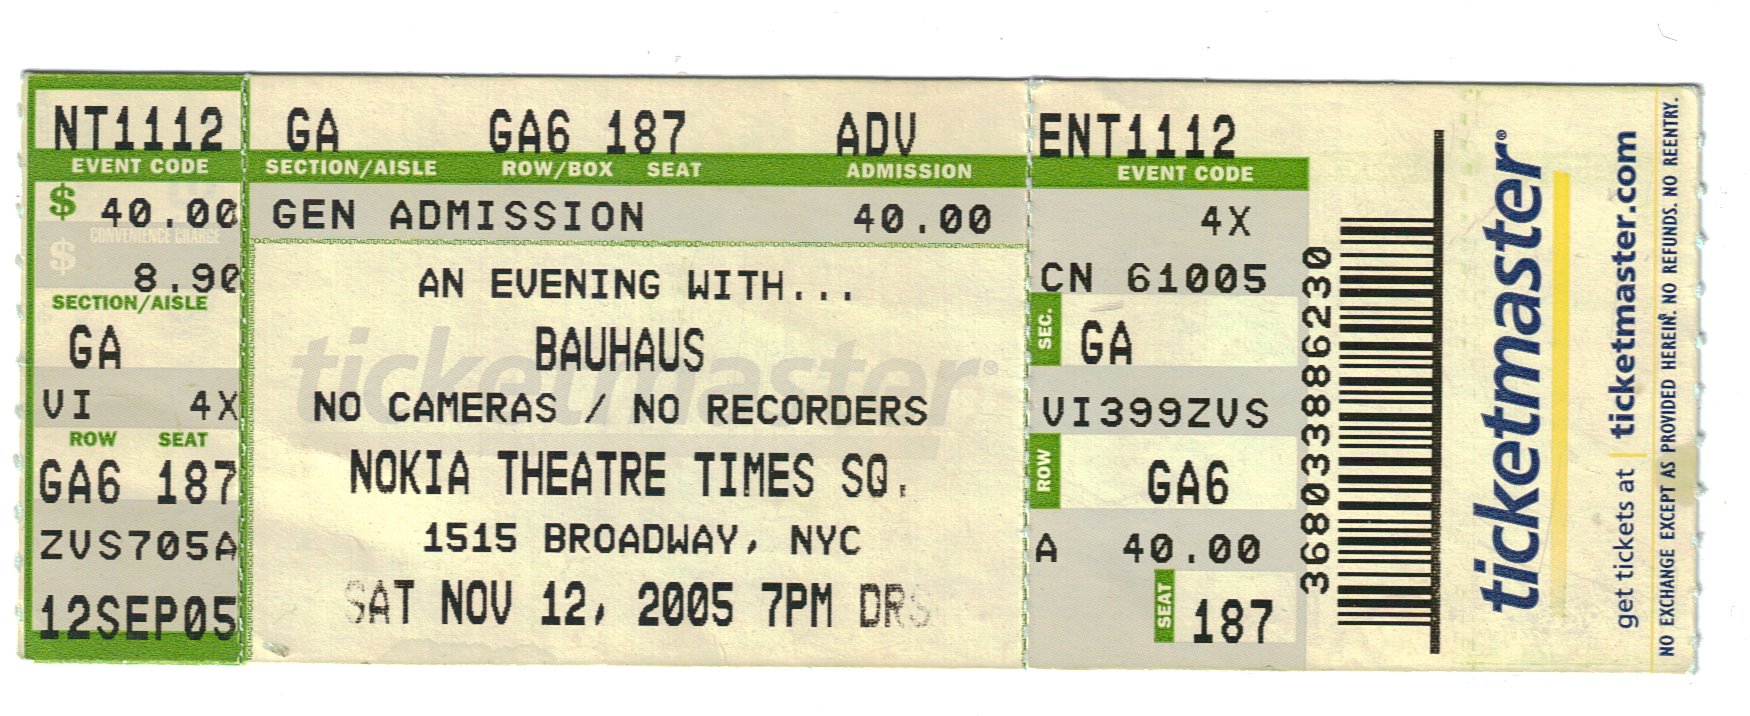 NT1112
EVENT CODE
$ 40.00
CONVENIENCE CHARGE
$ 8.90
SECTION/AISLE
GA
VI 4X
ROW SEAT
GA6 187
ZVS705A
12SEP05
GA GA6 187 ADV
SECTION/AISLE ROW/BOX SEAT ADMISSION
GEN ADMISSION 40.00
AN EVENING WITH...
BAUHAUS
ticketmaster®
NO CAMERAS / NO RECORDERS
NOKIA THEATRE TIMES SQ.
1515 BROADWAY, NYC
SAT NOV 12, 2005 7PM DRS
ENT1112
EVENT CODE
4X
CN 61005
SEC. GA
VI399ZVS
ROW GA6
A 40.00
SEAT 187
368033886230
ticketmaster®
get tickets at | ticketmaster.com
NO EXCHANGE EXCEPT AS PROVIDED HEREIN. NO REFUNDS. NO REENTRY.